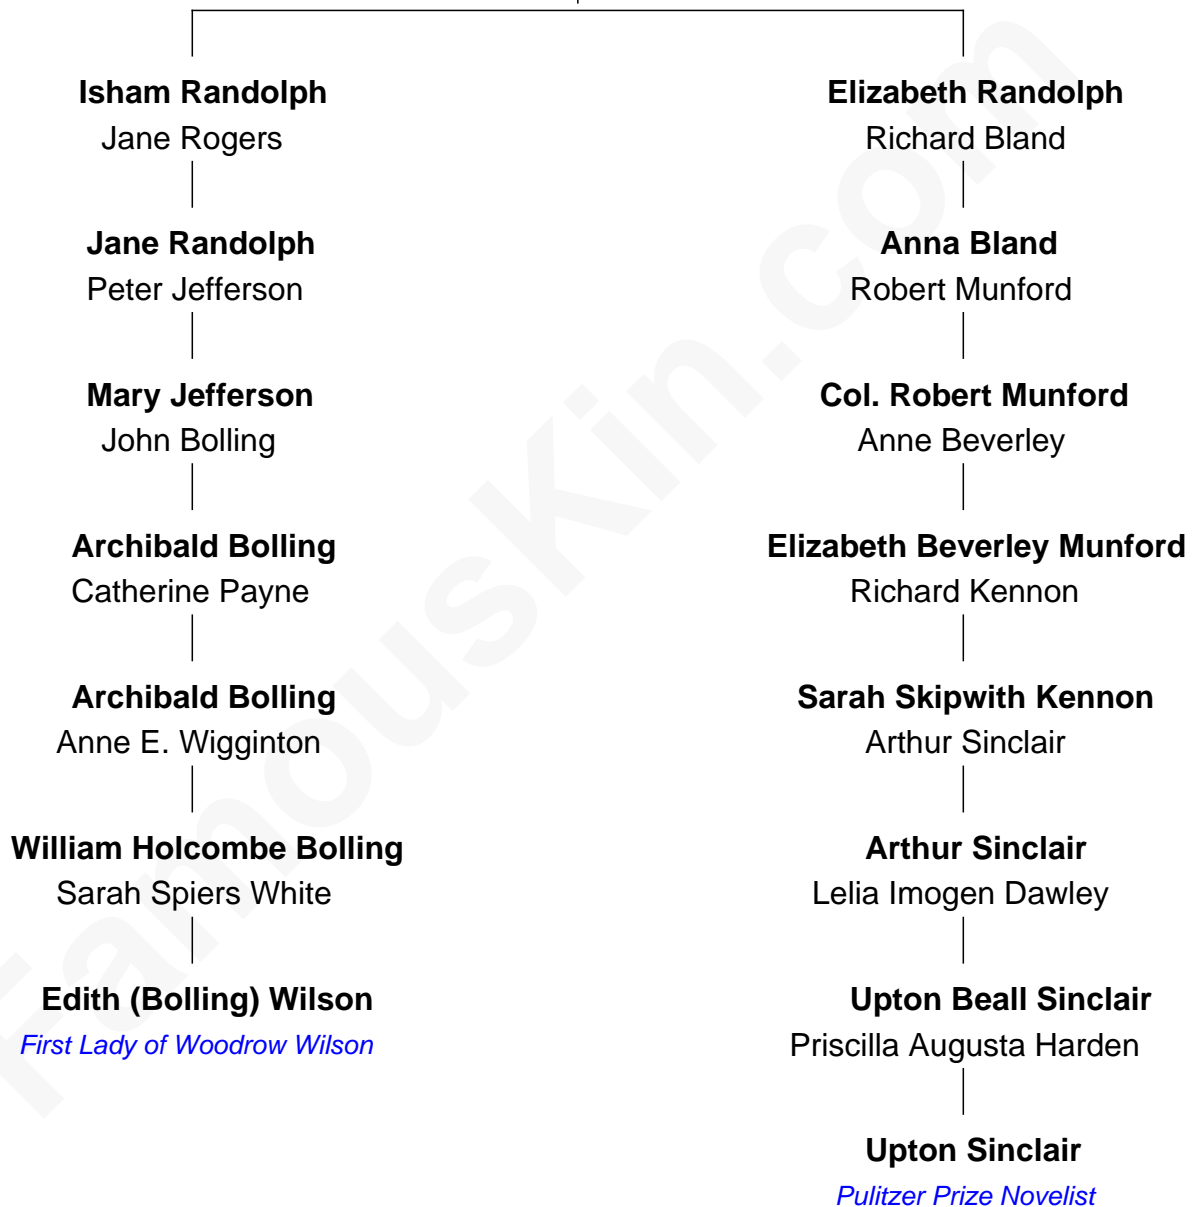 Isham Randolph
Jane Rogers
Jane Randolph
Peter Jefferson
Mary Jefferson
John Bolling
Archibald Bolling
Catherine Payne
Archibald Bolling
Anne E. Wigginton
William Holcombe Bolling
Sarah Spiers White
Edith (Bolling) Wilson
First Lady of Woodrow Wilson
Elizabeth Randolph
Richard Bland
Anna Bland
Robert Munford
Col. Robert Munford
Anne Beverley
Elizabeth Beverley Munford
Richard Kennon
Sarah Skipwith Kennon
Arthur Sinclair
Arthur Sinclair
Lelia Imogen Dawley
Upton Beall Sinclair
Priscilla Augusta Harden
Upton Sinclair
Pulitzer Prize Novelist
FamousKin.com